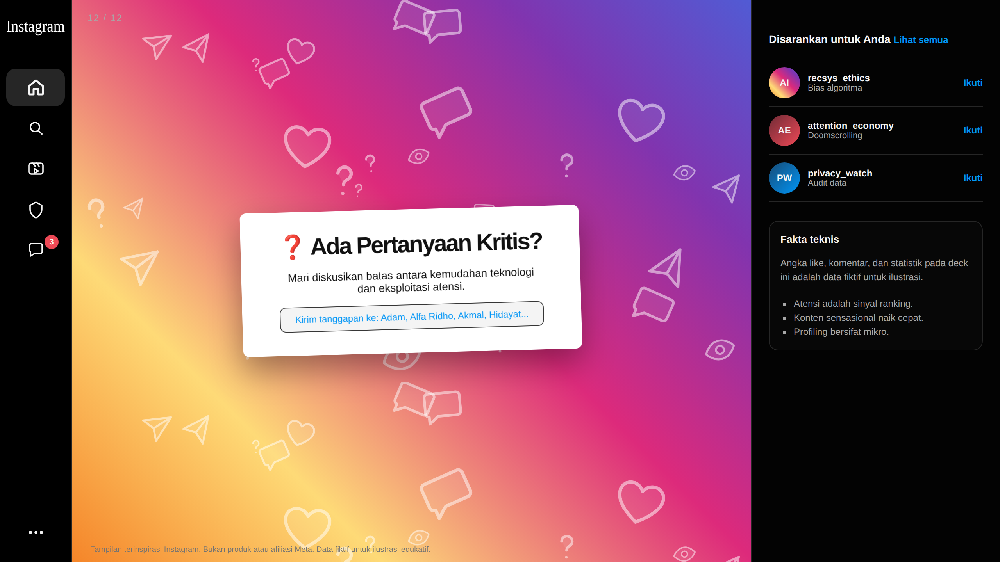 Instagram
3
12 / 12
❓ Ada Pertanyaan Kritis?
Mari diskusikan batas antara kemudahan teknologi
dan eksploitasi atensi.
Kirim tanggapan ke: Adam, Alfa Ridho, Akmal, Hidayat...
Tampilan terinspirasi Instagram. Bukan produk atau afiliasi Meta. Data fiktif untuk ilustrasi edukatif.
Disarankan untuk Anda Lihat semua
AI
recsys_ethics
Bias algoritma
Ikuti
AE
attention_economy
Doomscrolling
Ikuti
PW
privacy_watch
Audit data
Ikuti
Fakta teknis
Angka like, komentar, dan statistik pada deck
ini adalah data fiktif untuk ilustrasi.
• Atensi adalah sinyal ranking.
• Konten sensasional naik cepat.
• Profiling bersifat mikro.